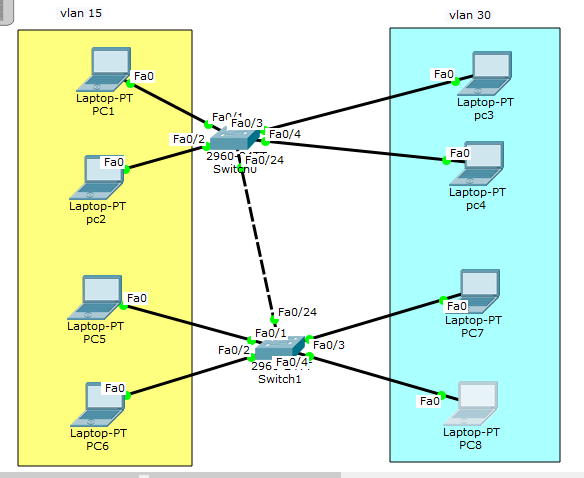 vlan 15
vlan 30
Fa0
Laptop-PT
PC1
Fa0
Laptop-PT
pc3
Fa0/1
Fa0/3
Fa0/2
Fa0/4
Fa0/24
Switch0
Fa0
Laptop-PT
pc2
Fa0
Laptop-PT
pc4
Fa0
Laptop-PT
PC5
Fa0
Laptop-PT
PC7
Fa0/24
Fa0/1
Fa0/2
Fa0/3
Fa0/4
Switch1
Fa0
Laptop-PT
PC6
Fa0
Laptop-PT
PC8